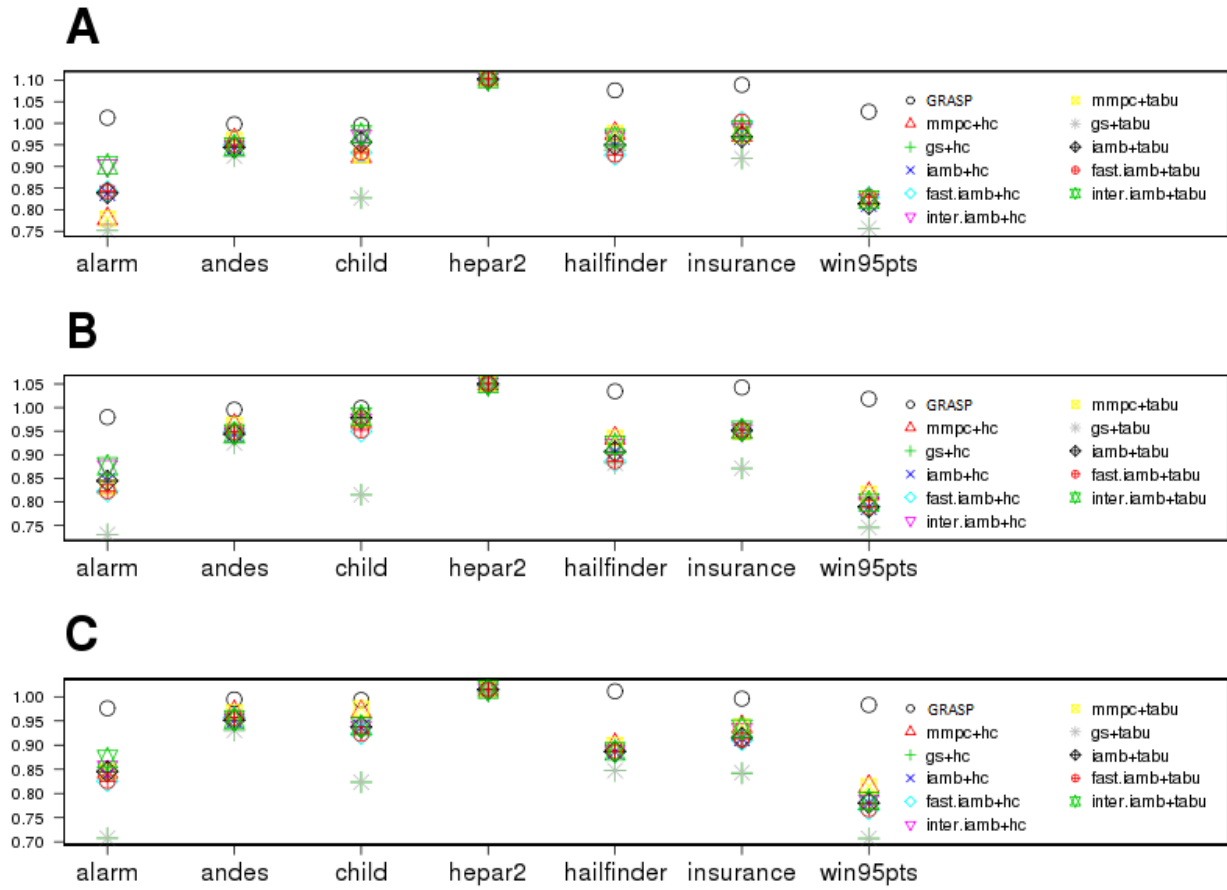 A
1.10
1.05
1.00
0.95
0.90
0.85
0.80
0.75
GRASP
mmpc+hc
gs+hc
iamb+hc
fast.iamb+hc
inter.iamb+hc
mmpc+tabu
gs+tabu
iamb+tabu
fast.iamb+tabu
inter.iamb+tabu
alarm andes child hepar2 hailfinder insurance win95pts
B
1.05
1.00
0.95
0.90
0.85
0.80
0.75
GRASP
mmpc+hc
gs+hc
iamb+hc
fast.iamb+hc
inter.iamb+hc
mmpc+tabu
gs+tabu
iamb+tabu
fast.iamb+tabu
inter.iamb+tabu
alarm andes child hepar2 hailfinder insurance win95pts
C
1.00
0.95
0.90
0.85
0.80
0.75
0.70
GRASP
mmpc+hc
gs+hc
iamb+hc
fast.iamb+hc
inter.iamb+hc
mmpc+tabu
gs+tabu
iamb+tabu
fast.iamb+tabu
inter.iamb+tabu
alarm andes child hepar2 hailfinder insurance win95pts